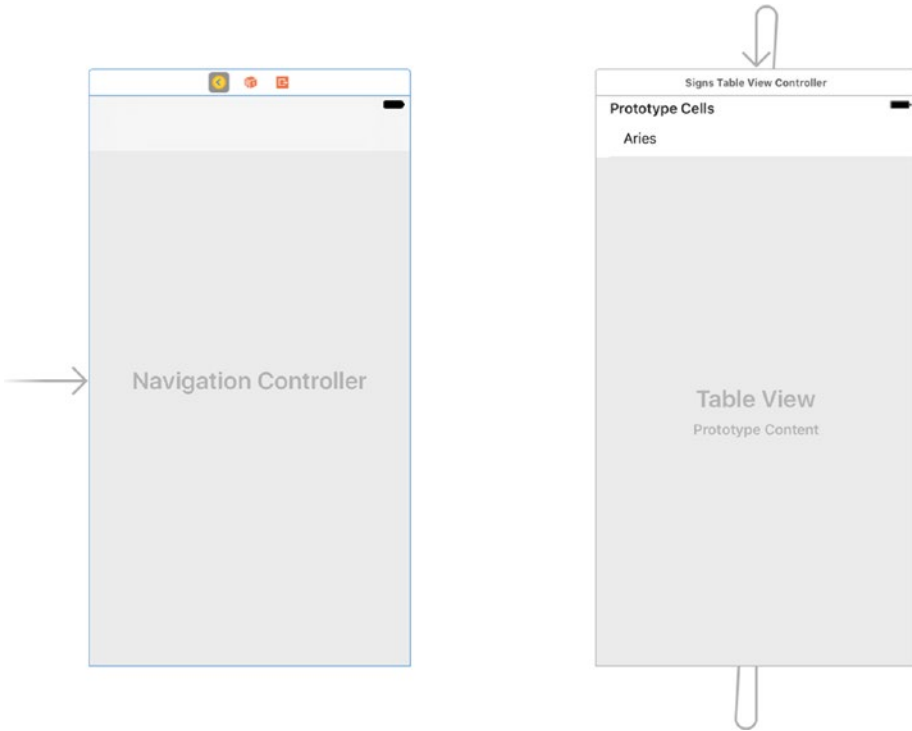 Navigation Controller
Signs Table View Controller
Prototype Cells
Aries
Table View
Prototype Content